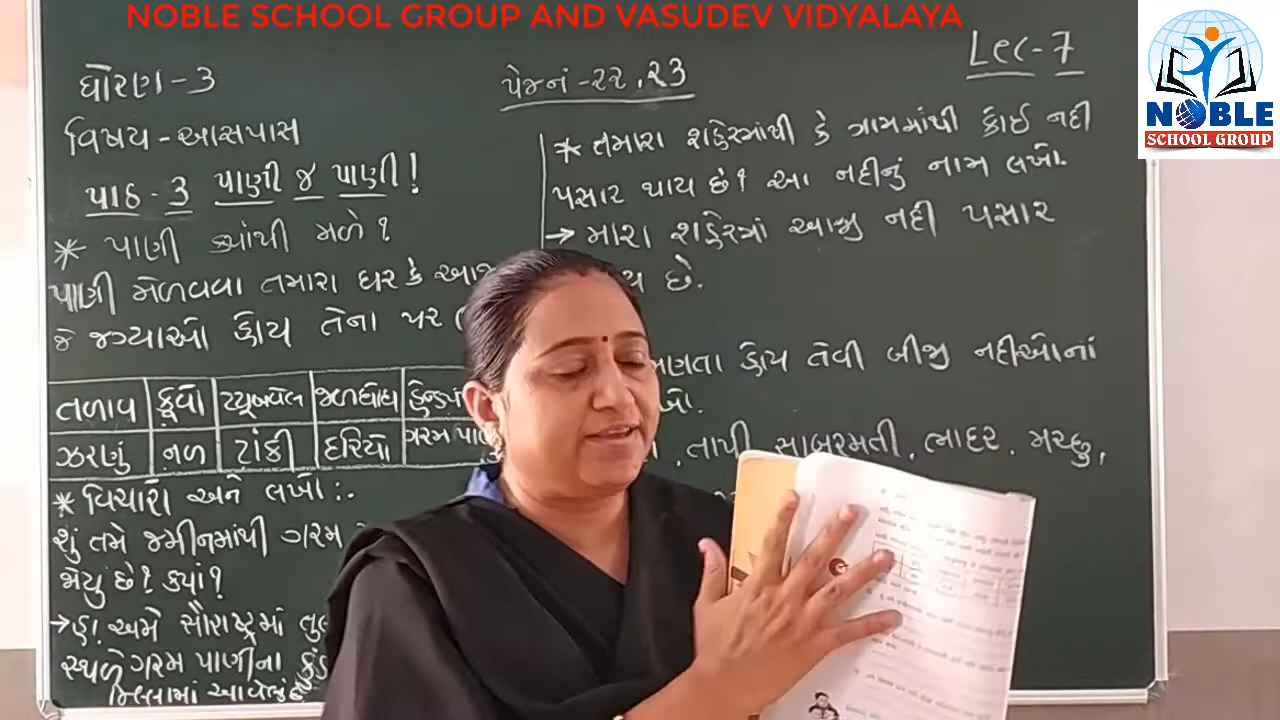 NOBLE SCHOOL GROUP AND VASUDEV VIDYALAYA
NOBLE
SCHOOL GROUP
Lec-7
ધોરણ-૩
પેજનં-૨૨,૨૩
વિષય-આસપાસ
પાઠ-3 પાણી જ પાણી!
* પાણી ક્યાંથી મળે?
પાણી મેળવવા તમારા ઘર કે
જે જગ્યાઓ હોય તેના પર
તળાવ કૂવો ટ્યૂબવેલ જળધોધ
ઝરણું નળ ટાંકી દરિયો ગરમ
* વિચારો અને લખો:-
શું તમે જમીનમાંથી ગરમ
જોયું છે? ક્યાં?
→ હા! અમે સૌરાષ્ટ્રમાં
સ્થળે ગરમ પાણીના કુંડ
જિલ્લામાં આવેલું છે
* તમારા શહેરમાંથી કે ગામમાંથી કોઈ નદી
પસાર થાય છે? આ નદીનું નામ લખો.
→ મારા શહેરમાં આજી નદી પસાર
છે.
હોય તેવી બીજી નદીઓનાં
, તાપી, સાબરમતી, ભાદર, મચ્છુ,